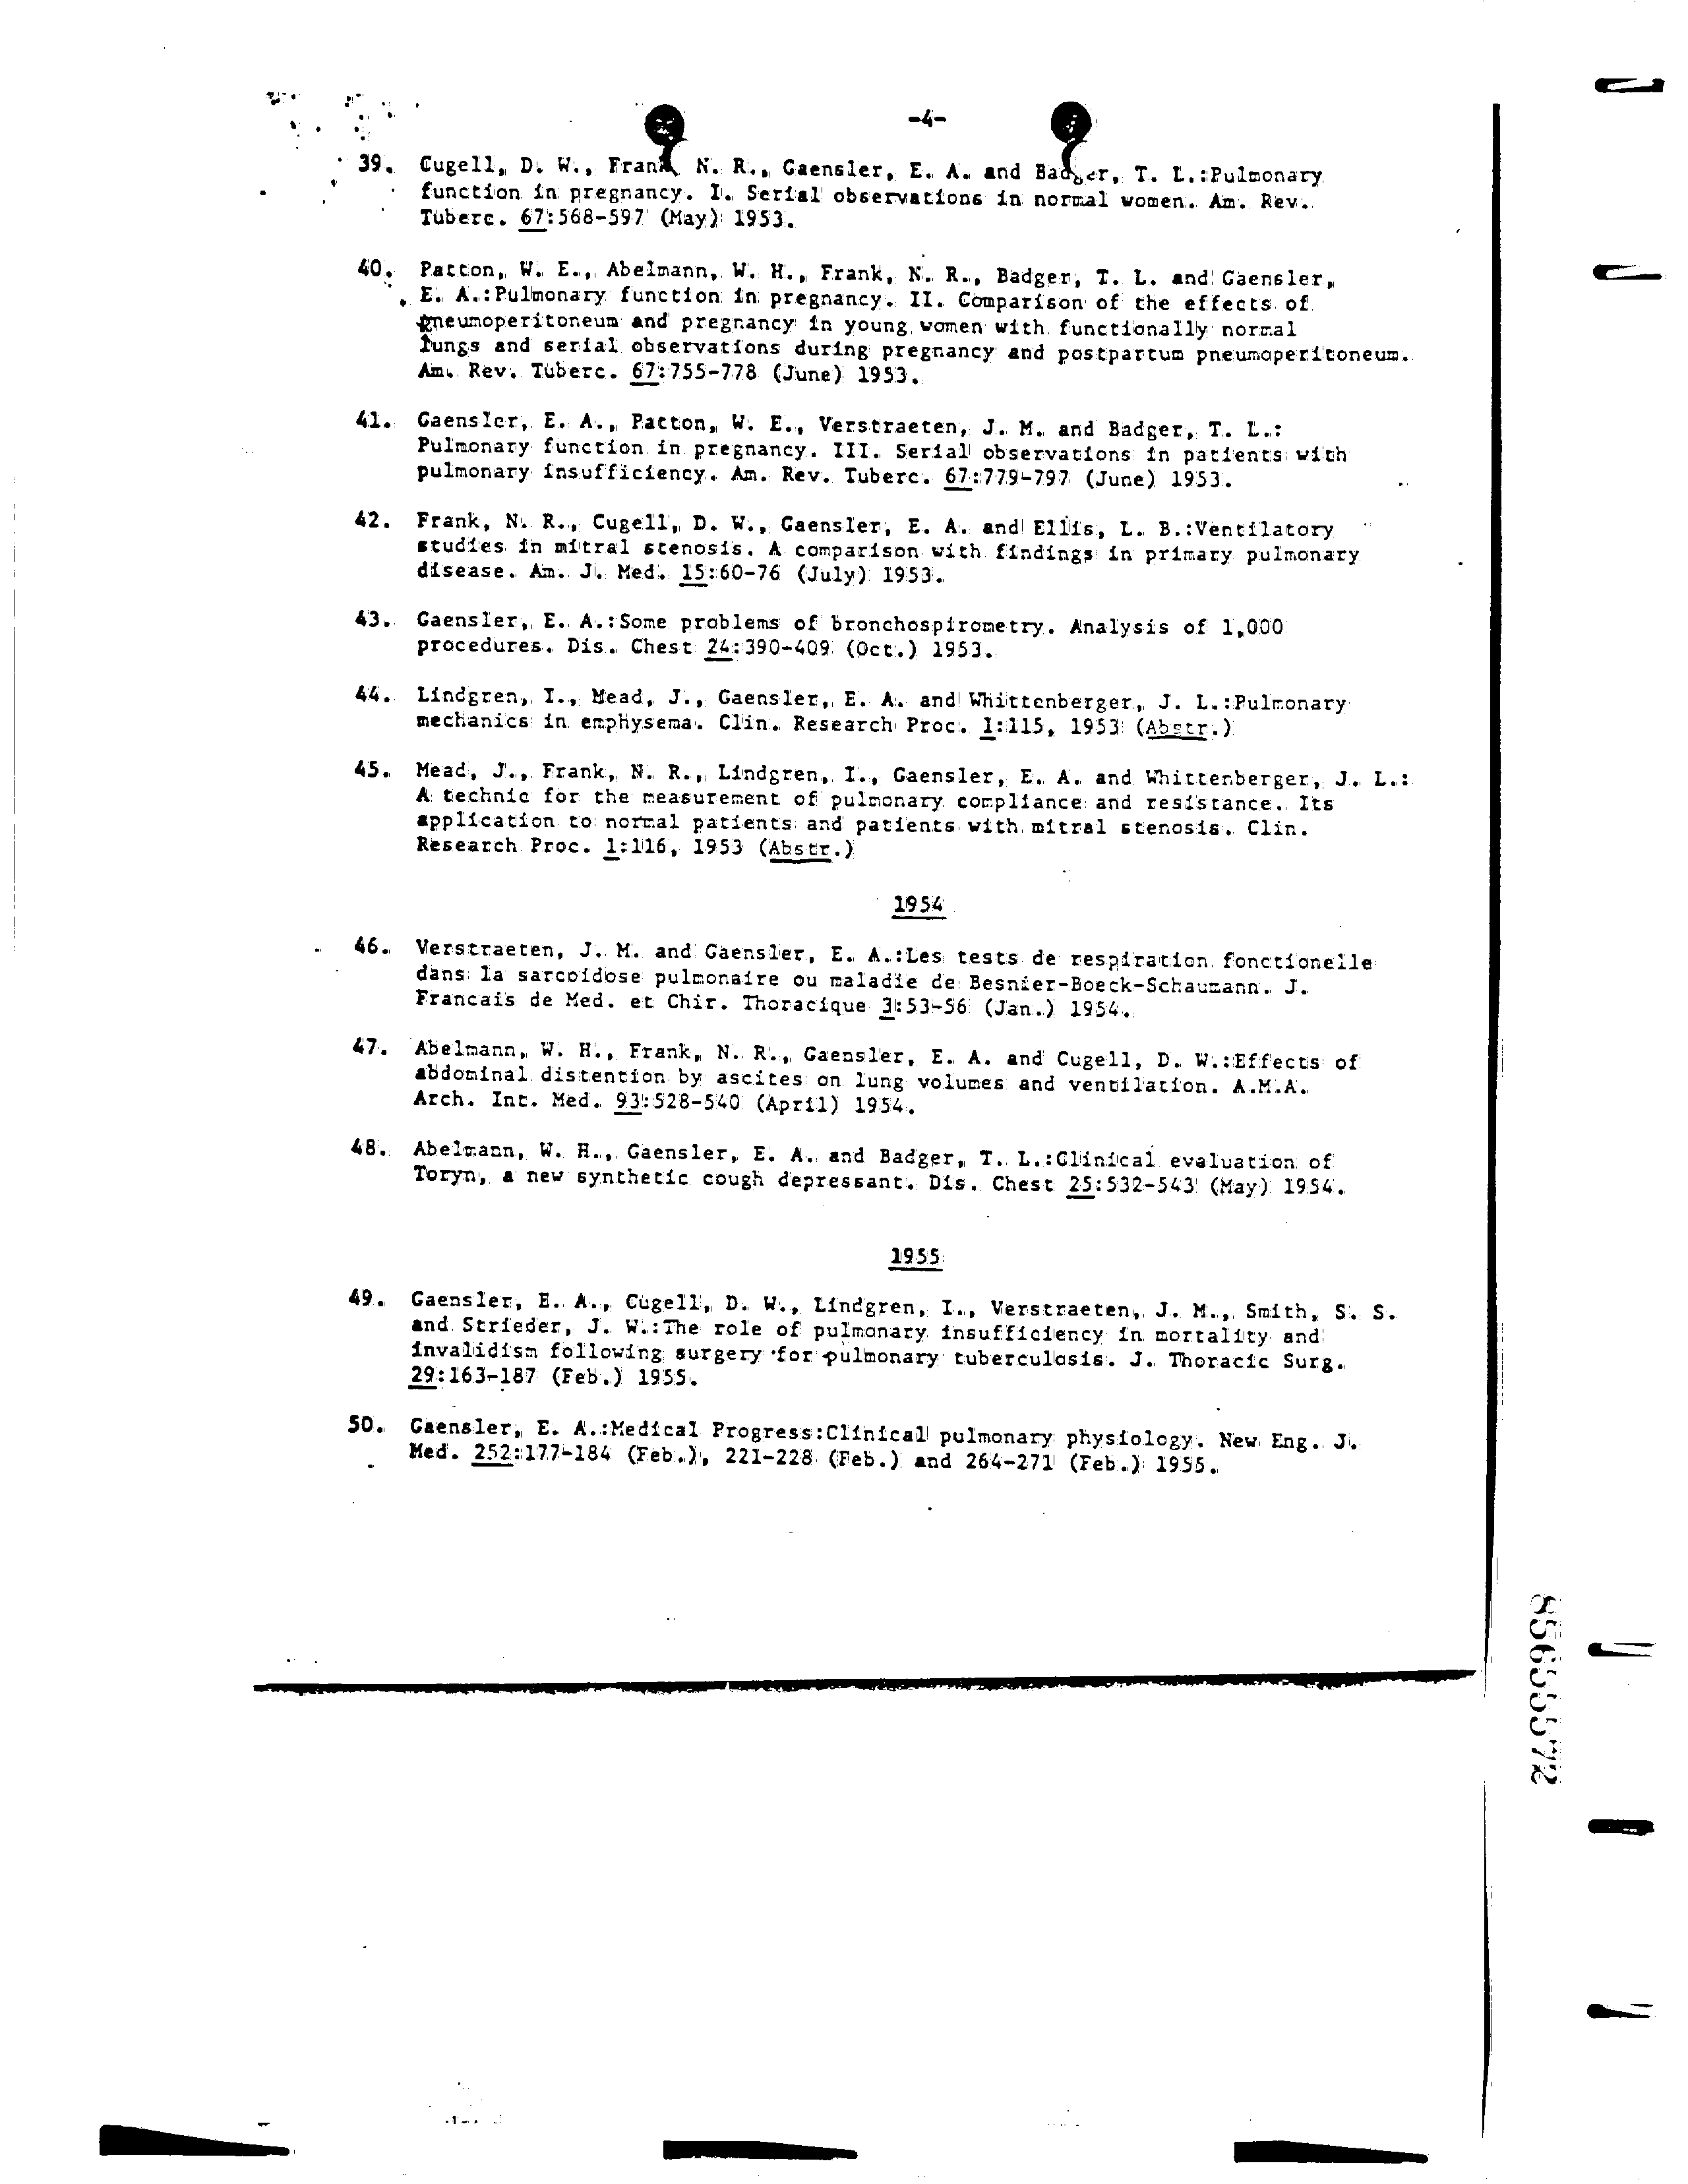 -4-
39. Cugell, D. W., Frank N. R., Gaensler, E. A. and Badger, T. L.:Pulmonary
function in pregnancy. I. Serial observations in normal women. Am. Rev.
Tuberc. 67:568-597 (May) 1953.
40. Patton, W. E., Abelmann, W. H., Frank, N. R., Badger, T. L. and Gaensler,
E. A.:Pulmonary function in pregnancy. II. Comparison of the effects of
pneumoperitoneum and pregnancy in young women with functionally normal
lungs and serial observations during pregnancy and postpartum pneumoperitoneum.
Am. Rev. Tuberc. 67:755-778 (June) 1953.
41. Gaensler, E. A., Patton, W. E., Verstraeten, J. M. and Badger, T. L.:
Pulmonary function in pregnancy. III. Serial observations in patients with
pulmonary insufficiency. Am. Rev. Tuberc. 67:779-797 (June) 1953.
42. Frank, N. R., Cugell, D. W., Gaensler, E. A. and Ellis, L. B.:Ventilatory
studies in mitral stenosis. A comparison with findings in primary pulmonary
disease. Am. J. Med. 15:60-76 (July) 1953.
43. Gaensler, E. A.:Some problems of bronchospirometry. Analysis of 1,000
procedures. Dis. Chest 24:390-409 (Oct.) 1953.
44. Lindgren, I., Mead, J., Gaensler, E. A. and Whittenberger, J. L.:Pulmonary
mechanics in emphysema. Clin. Research Proc. 1:115, 1953 (Abstr.)
45. Mead, J., Frank, N. R., Lindgren, I., Gaensler, E. A. and Whittenberger, J. L.:
A technic for the measurement of pulmonary compliance and resistance. Its
application to normal patients and patients with mitral stenosis. Clin.
Research Proc. 1:116, 1953 (Abstr.)
1954
46. Verstraeten, J. M. and Gaensler, E. A.:Les tests de respiration fonctionelle
dans la sarcoidose pulmonaire ou maladie de Besnier-Boeck-Schaumann. J.
Francais de Med. et Chir. Thoracique 3:53-56 (Jan.) 1954.
47. Abelmann, W. H., Frank, N. R., Gaensler, E. A. and Cugell, D. W.:Effects of
abdominal distention by ascites on lung volumes and ventilation. A.M.A.
Arch. Int. Med. 93:528-540 (April) 1954.
48. Abelmann, W. H., Gaensler, E. A. and Badger, T. L.:Clinical evaluation of
Toryn, a new synthetic cough depressant. Dis. Chest 25:532-543 (May) 1954.
1955
49. Gaensler, E. A., Cugell, D. W., Lindgren, I., Verstraeten, J. M., Smith, S. S.
and Strieder, J. W.:The role of pulmonary insufficiency in mortality and
invalidism following surgery for pulmonary tuberculosis. J. Thoracic Surg.
29:163-187 (Feb.) 1955.
50. Gaensler, E. A.:Medical Progress:Clinical pulmonary physiology. New Eng. J.
Med. 252:177-184 (Feb.), 221-228 (Feb.) and 264-271 (Feb.) 1955.
85655572